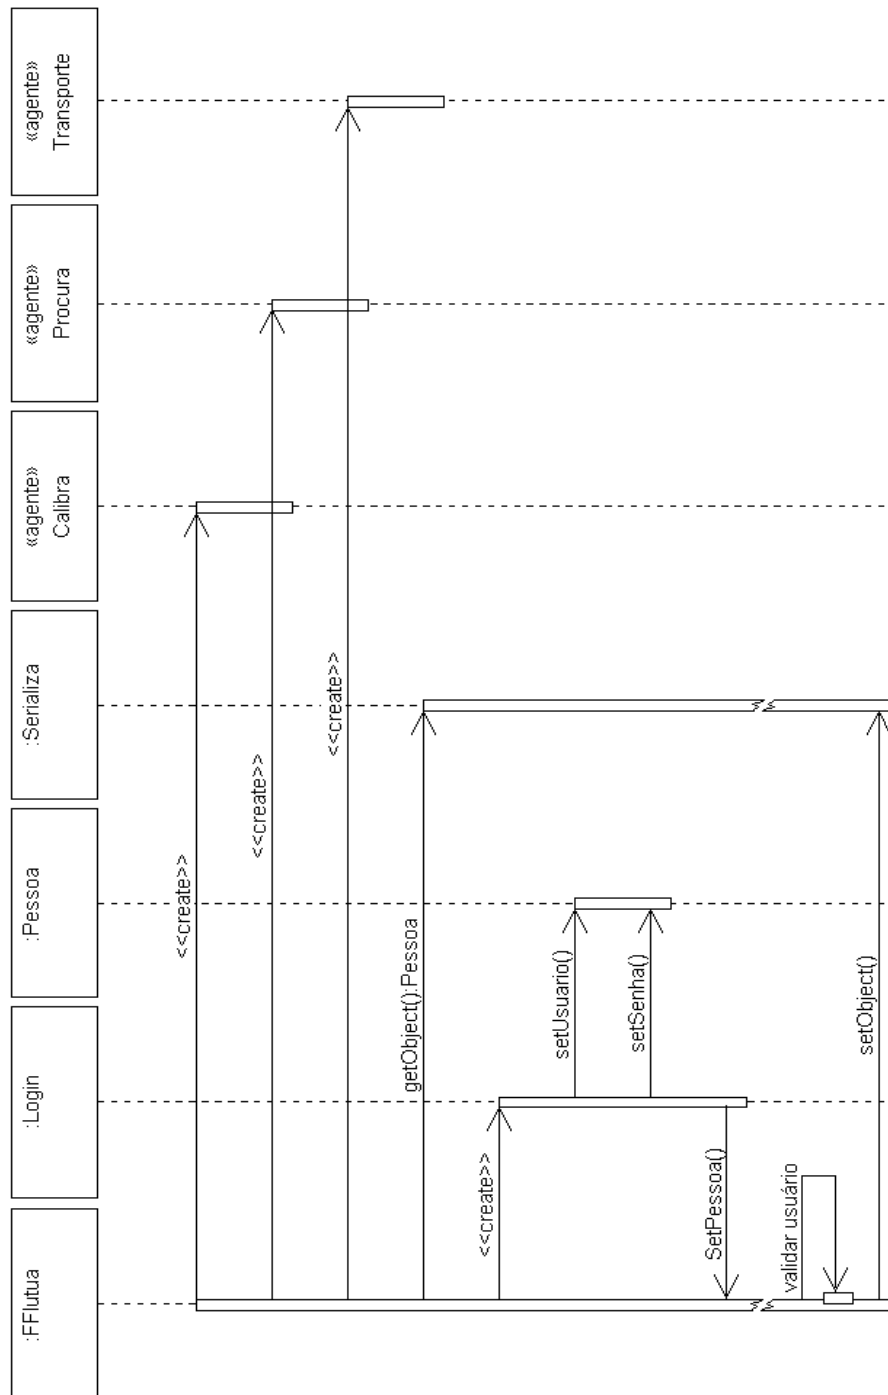 :FFlutua
:Login
:Pessoa
:Serializa
«agente»
Calibra
«agente»
Procura
«agente»
Transporte
<<create>>
<<create>>
<<create>>
getObject():Pessoa
<<create>>
setUsuario()
setSenha()
SetPessoa()
validar usuário
setObject()